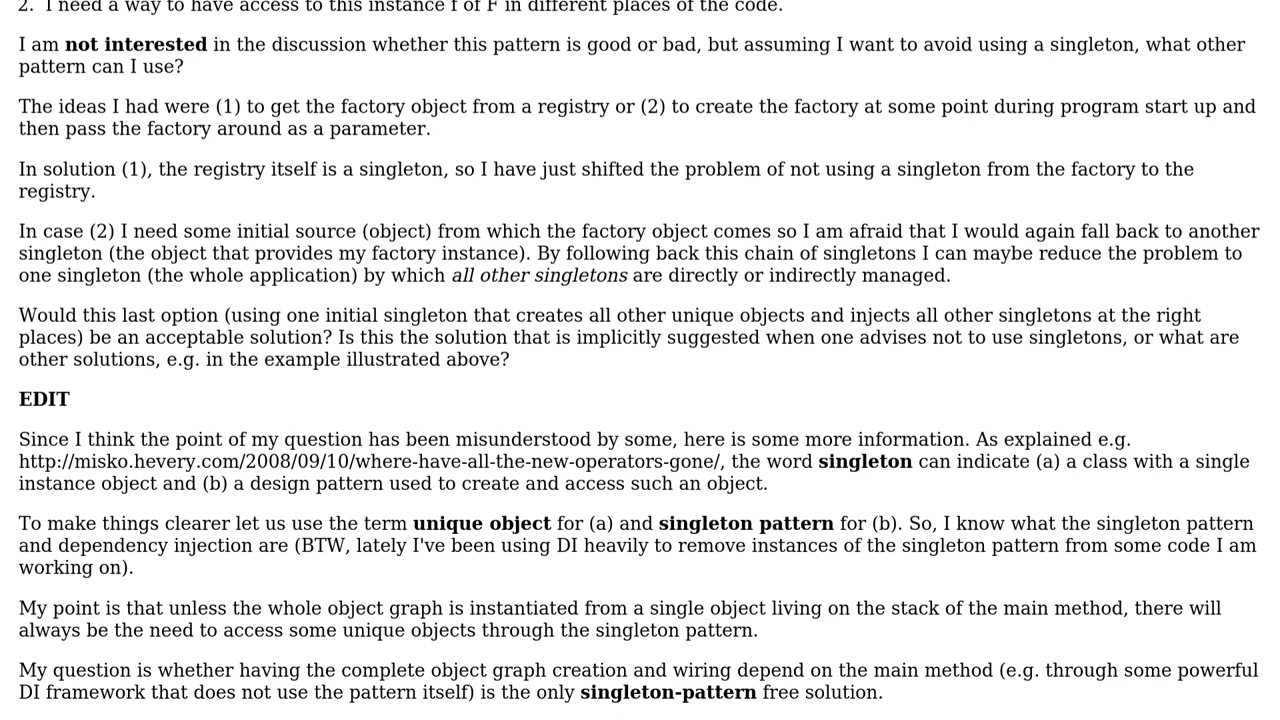 2. I need a way to have access to this instance f of F in different places of the code.
I am not interested in the discussion whether this pattern is good or bad, but assuming I want to avoid using a singleton, what other
pattern can I use?
The ideas I had were (1) to get the factory object from a registry or (2) to create the factory at some point during program start up and
then pass the factory around as a parameter.
In solution (1), the registry itself is a singleton, so I have just shifted the problem of not using a singleton from the factory to the
registry.
In case (2) I need some initial source (object) from which the factory object comes so I am afraid that I would again fall back to another
singleton (the object that provides my factory instance). By following back this chain of singletons I can maybe reduce the problem to
one singleton (the whole application) by which all other singletons are directly or indirectly managed.
Would this last option (using one initial singleton that creates all other unique objects and injects all other singletons at the right
places) be an acceptable solution? Is this the solution that is implicitly suggested when one advises not to use singletons, or what are
other solutions, e.g. in the example illustrated above?
EDIT
Since I think the point of my question has been misunderstood by some, here is some more information. As explained e.g.
http://misko.hevery.com/2008/09/10/where-have-all-the-new-operators-gone/, the word singleton can indicate (a) a class with a single
instance object and (b) a design pattern used to create and access such an object.
To make things clearer let us use the term unique object for (a) and singleton pattern for (b). So, I know what the singleton pattern
and dependency injection are (BTW, lately I've been using DI heavily to remove instances of the singleton pattern from some code I am
working on).
My point is that unless the whole object graph is instantiated from a single object living on the stack of the main method, there will
always be the need to access some unique objects through the singleton pattern.
My question is whether having the complete object graph creation and wiring depend on the main method (e.g. through some powerful
DI framework that does not use the pattern itself) is the only singleton-pattern free solution.